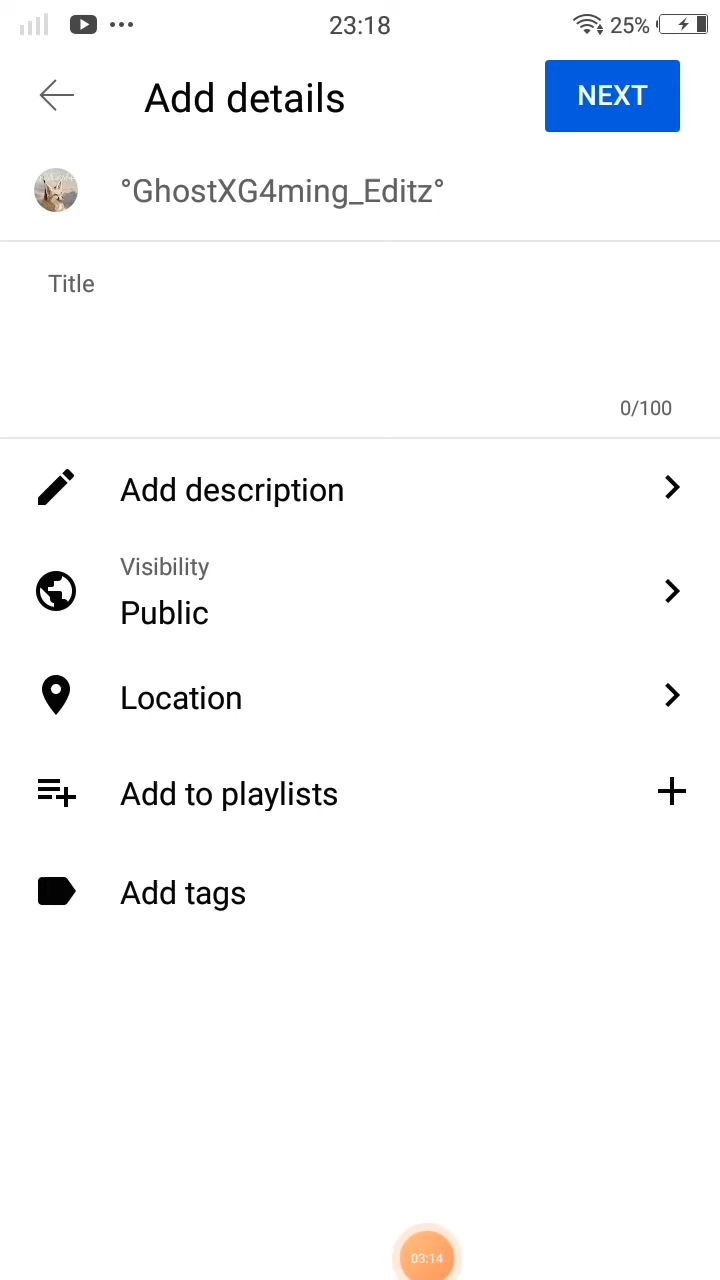 23:18
25%
Add details
NEXT
°GhostXG4ming_Editz°
Title
0/100
Add description
Visibility
Public
Location
Add to playlists
Add tags
03:14